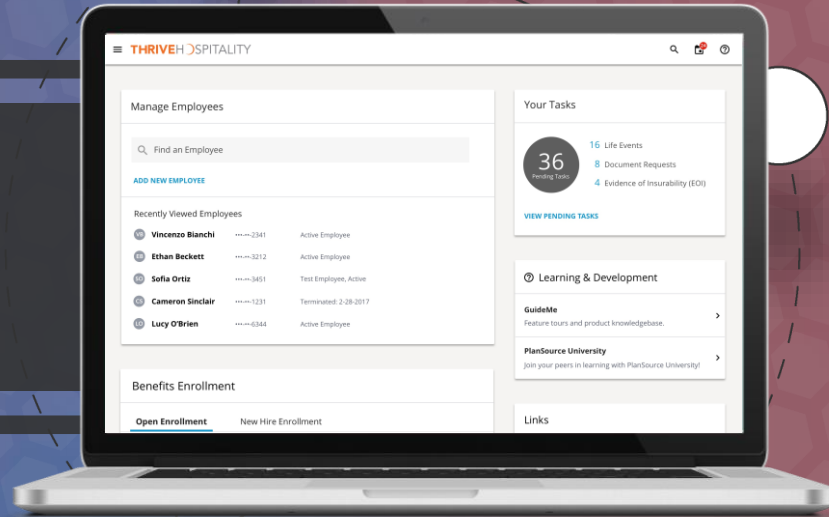 THRIVEHOSPITALITY
Manage Employees
Find an Employee
ADD NEW EMPLOYEE
Recently Viewed Employees
VB Vincenzo Bianchi •••-••-2341 Active Employee
EB Ethan Beckett •••-••-3212 Active Employee
SO Sofia Ortiz •••-••-3451 Test Employee, Active
CS Cameron Sinclair •••-••-1231 Terminated: 2-28-2017
LO Lucy O'Brien •••-••-6344 Active Employee
Benefits Enrollment
Open Enrollment New Hire Enrollment
Your Tasks
36
Pending Tasks
16 Life Events
8 Document Requests
4 Evidence of Insurability (EOI)
VIEW PENDING TASKS
Learning & Development
GuideMe
Feature tours and product knowledgebase.
PlanSource University
Join your peers in learning with PlanSource University!
Links